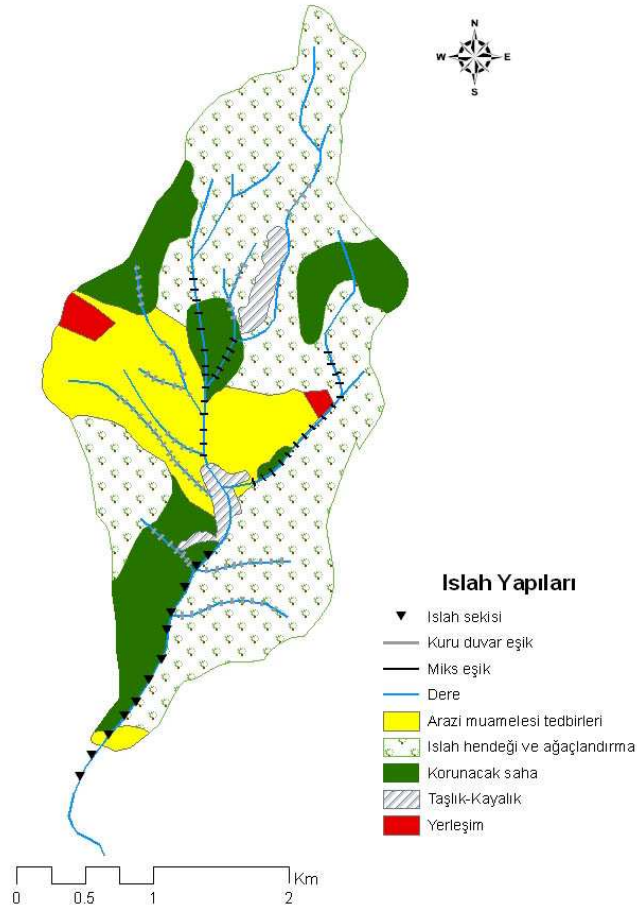 N
W E
S
Islah Yapıları
Islah sekisi
Kuru duvar eşik
Miks eşik
Dere
Arazi muamelesi tedbirleri
Islah hendeği ve ağaçlandırma
Korunacak saha
Taşlık-Kayalık
Yerleşim
Km
0 0.5 1 2